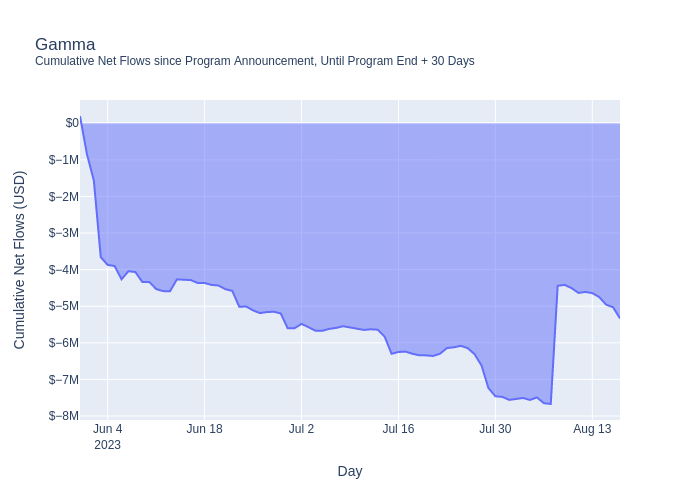 Gamma
Cumulative Net Flows since Program Announcement, Until Program End + 30 Days
Cumulative Net Flows (USD)
$0
$−1M
$−2M
$−3M
$−4M
$−5M
$−6M
$−7M
$−8M
Jun 4
2023
Jun 18
Jul 2
Jul 16
Jul 30
Aug 13
Day